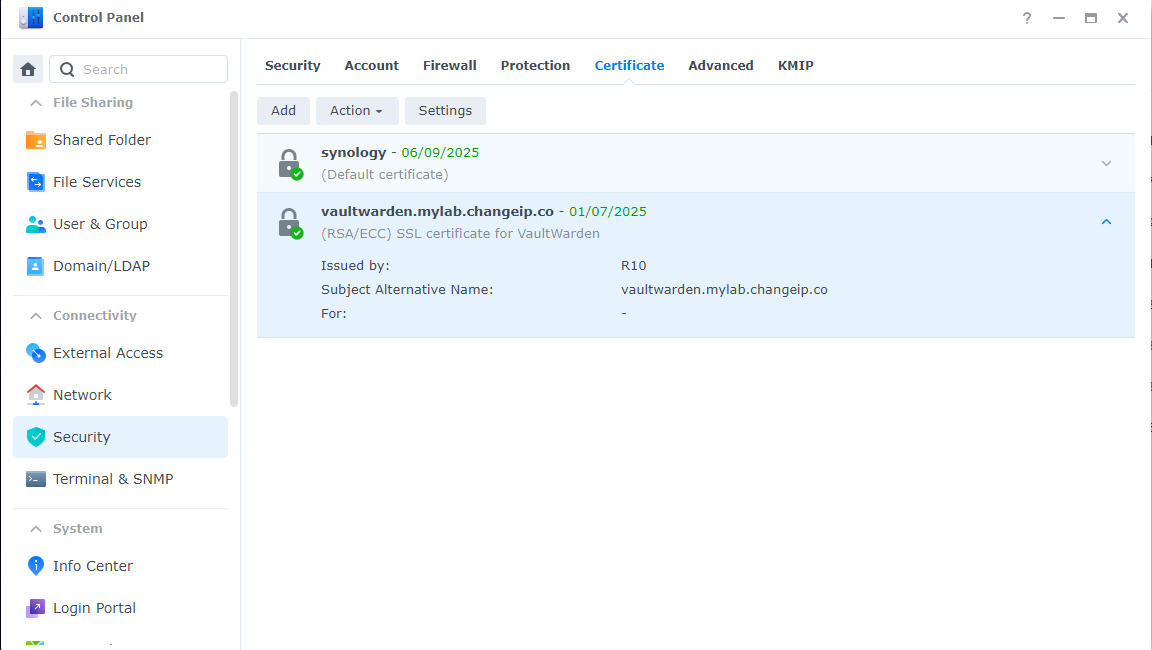 Control Panel
?
Search
File Sharing
Shared Folder
File Services
User & Group
Domain/LDAP
Connectivity
External Access
Network
Security
Terminal & SNMP
System
Info Center
Login Portal
Security Account Firewall Protection Certificate Advanced KMIP
Add Action Settings
synology - 06/09/2025
(Default certificate)
vaultwarden.mylab.changeip.co - 01/07/2025
(RSA/ECC) SSL certificate for VaultWarden
Issued by: R10
Subject Alternative Name: vaultwarden.mylab.changeip.co
For: -